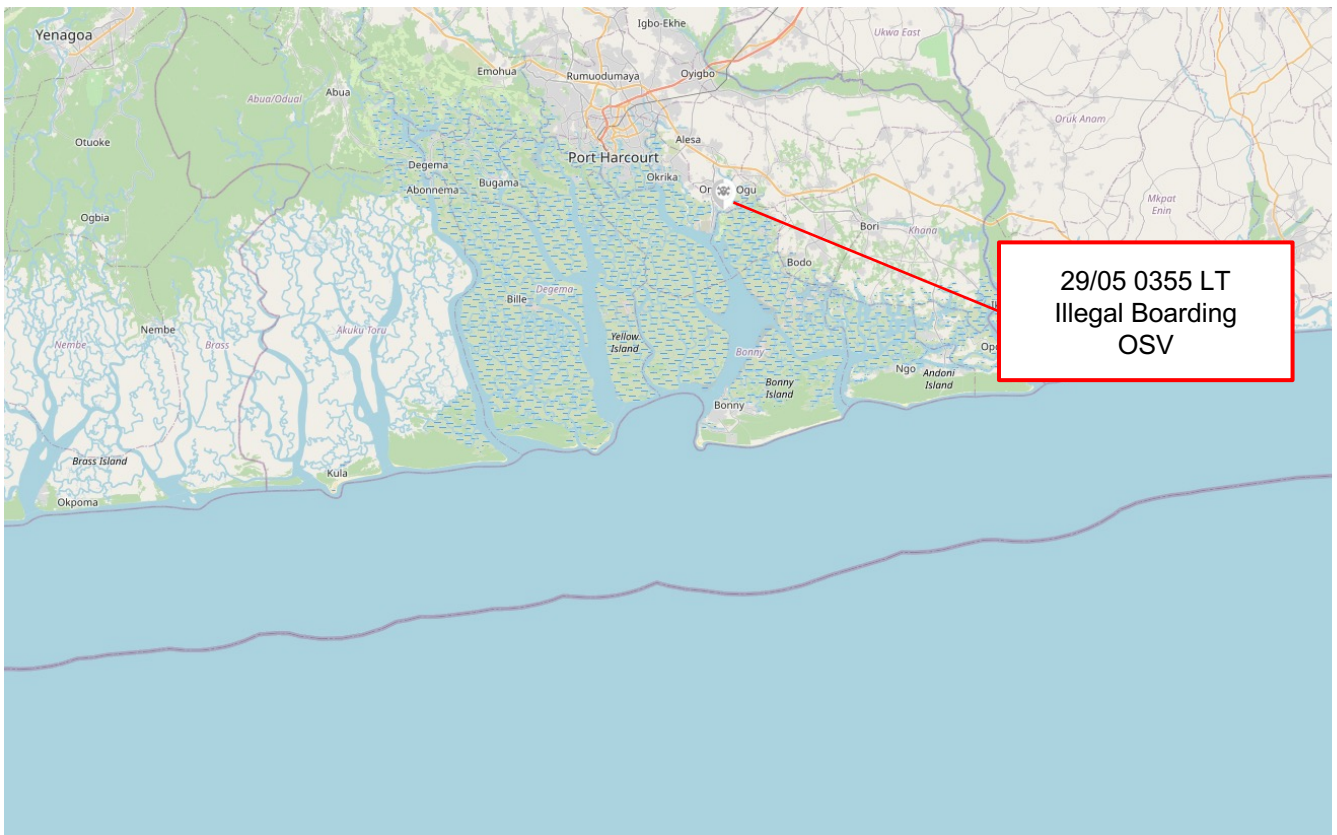 Igbo-Ekhe
Yenagoa
Ukwa East
Emohua
Rumuodumaya
Oyigbo
Abua
Abua/Odual
Oruk Anam
Otuoke
Alesa
Port Harcourt
Degema
Okrika
Bugama
Abonnema
Ogu
Mkpat
Enin
Ogbia
Bori
Khana
Bodo
29/05 0355 LT
Illegal Boarding
OSV
Degema
Bille
Nembe
Akuku Toru
Yellow
Island
Nembe
Brass
Bonny
Ngo
Andoni
Island
Bonny
Island
Bonny
Brass Island
Kula
Okpoma